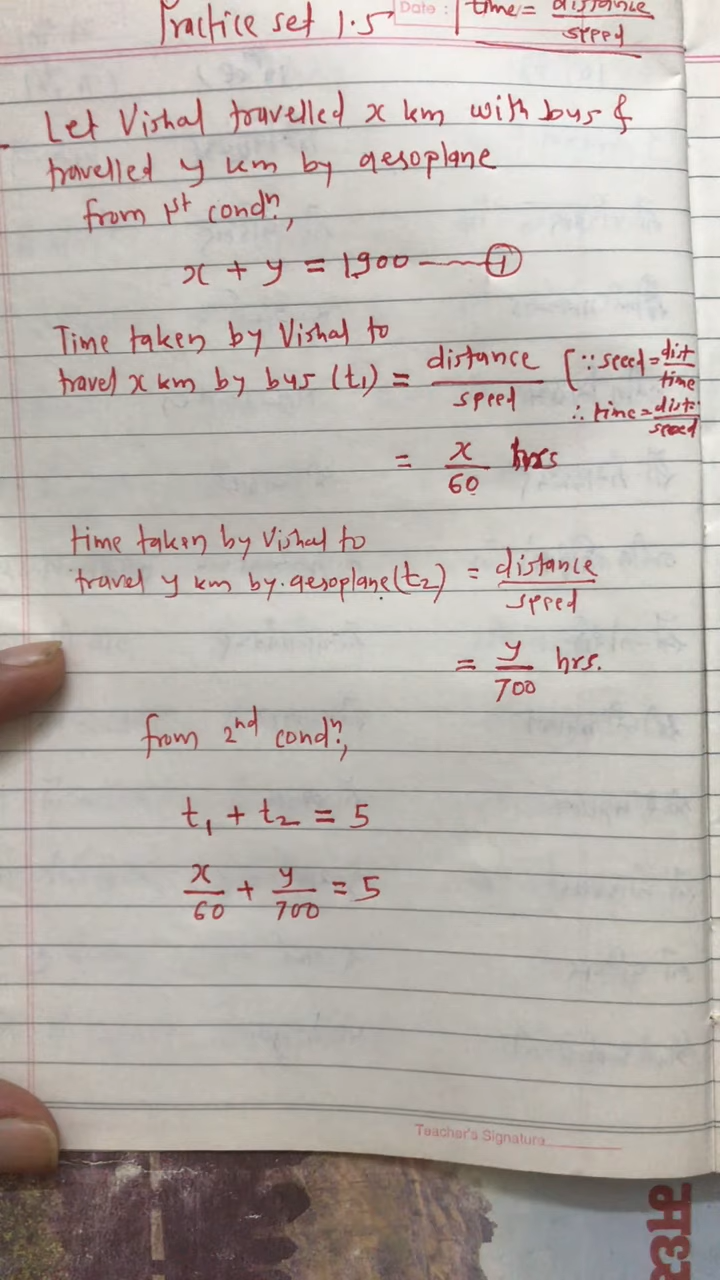 Practice set 1.5 Date : time = distance / speed
Let Vishal travelled x km with bus &
travelled y km by aeroplane
from 1st condⁿ,
x + y = 1900 —— ①
Time taken by Vishal to
travel x km by bus (t₁) = distance / speed [∵ speed = dist / time
∴ time = dist. / speed
= x / 60 hrs
time taken by Vishal to
travel y km by. aeroplane (t₂) = distance / speed
= y / 700 hrs.
from 2nd condⁿ,
t₁ + t₂ = 5
x / 60 + y / 700 = 5
Teacher's Signature